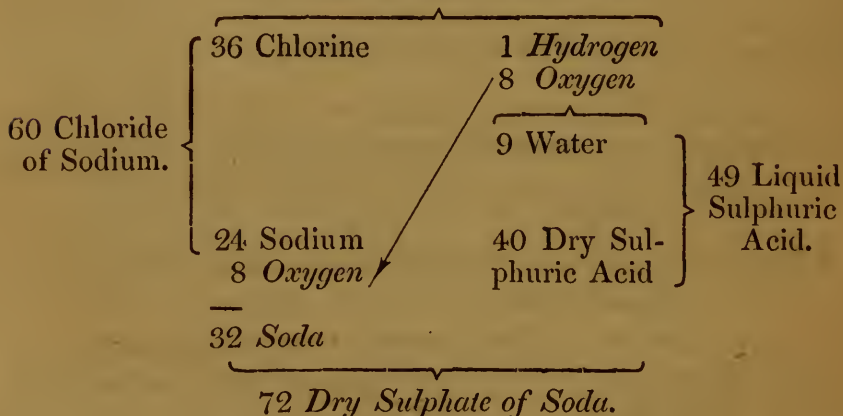 36 Chlorine 1 Hydrogen
8 Oxygen
60 Chloride
of Sodium.
9 Water
49 Liquid
Sulphuric
Acid.
24 Sodium 40 Dry Sul-
8 Oxygen phuric Acid
32 Soda
72 Dry Sulphate of Soda.